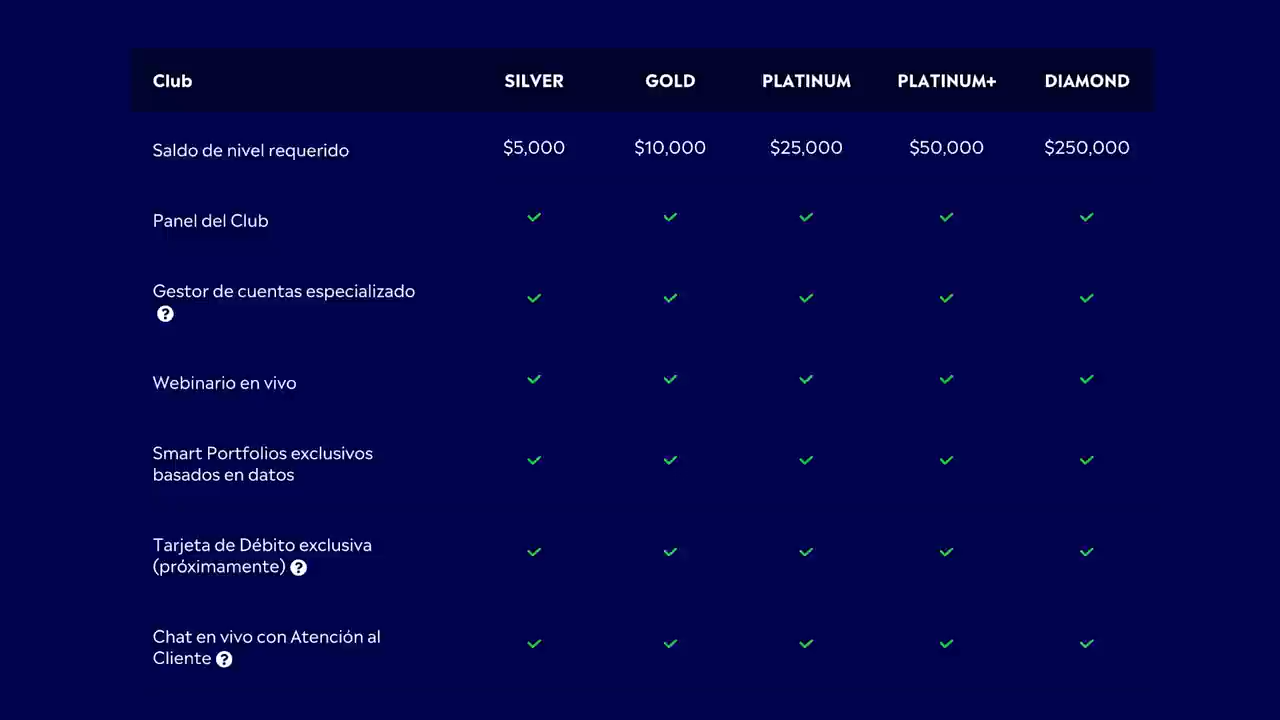 Club SILVER GOLD PLATINUM PLATINUM+ DIAMOND
Saldo de nivel requerido $5,000 $10,000 $25,000 $50,000 $250,000
Panel del Club
Gestor de cuentas especializado
?
Webinario en vivo
Smart Portfolios exclusivos
basados en datos
Tarjeta de Débito exclusiva
(próximamente) ?
Chat en vivo con Atención al
Cliente ?